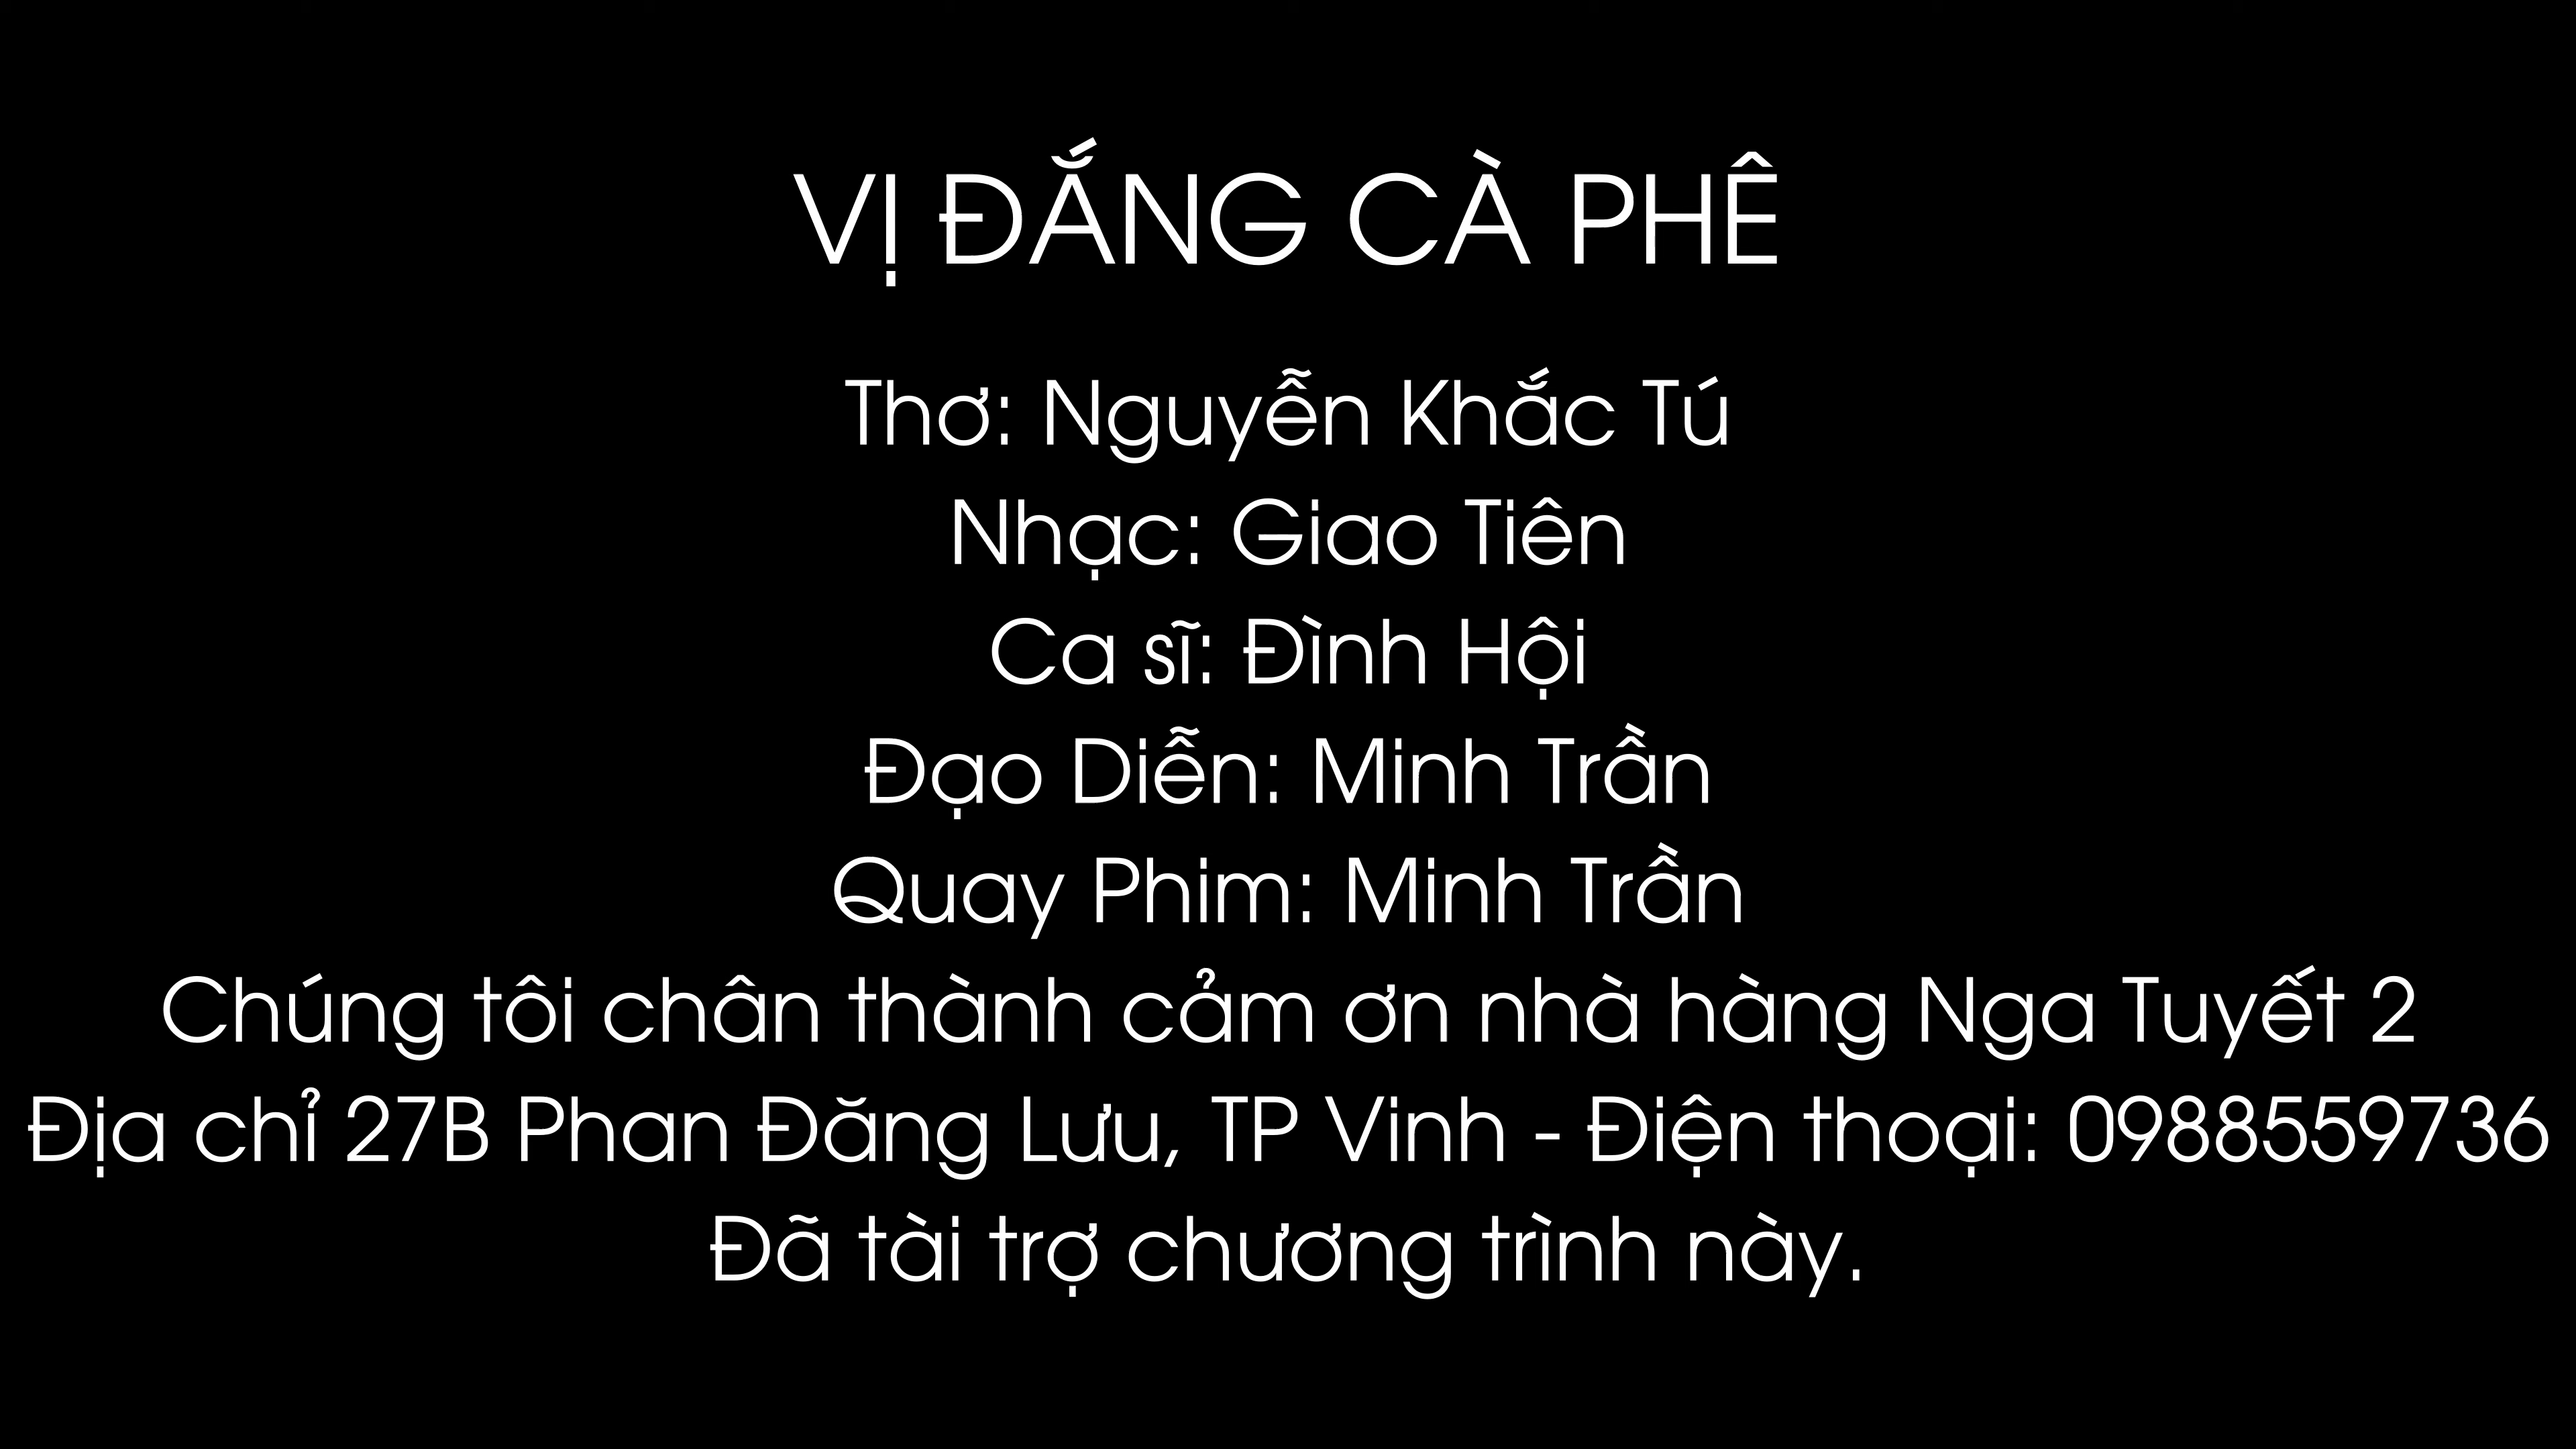 VỊ ĐẮNG CÀ PHÊ
Thơ: Nguyễn Khắc Tú
Nhạc: Giao Tiên
Ca sĩ: Đình Hội
Đạo Diễn: Minh Trần
Quay Phim: Minh Trần
Chúng tôi chân thành cảm ơn nhà hàng Nga Tuyết 2
Địa chỉ 27B Phan Đăng Lưu, TP Vinh - Điện thoại: 0988559736
Đã tài trợ chương trình này.